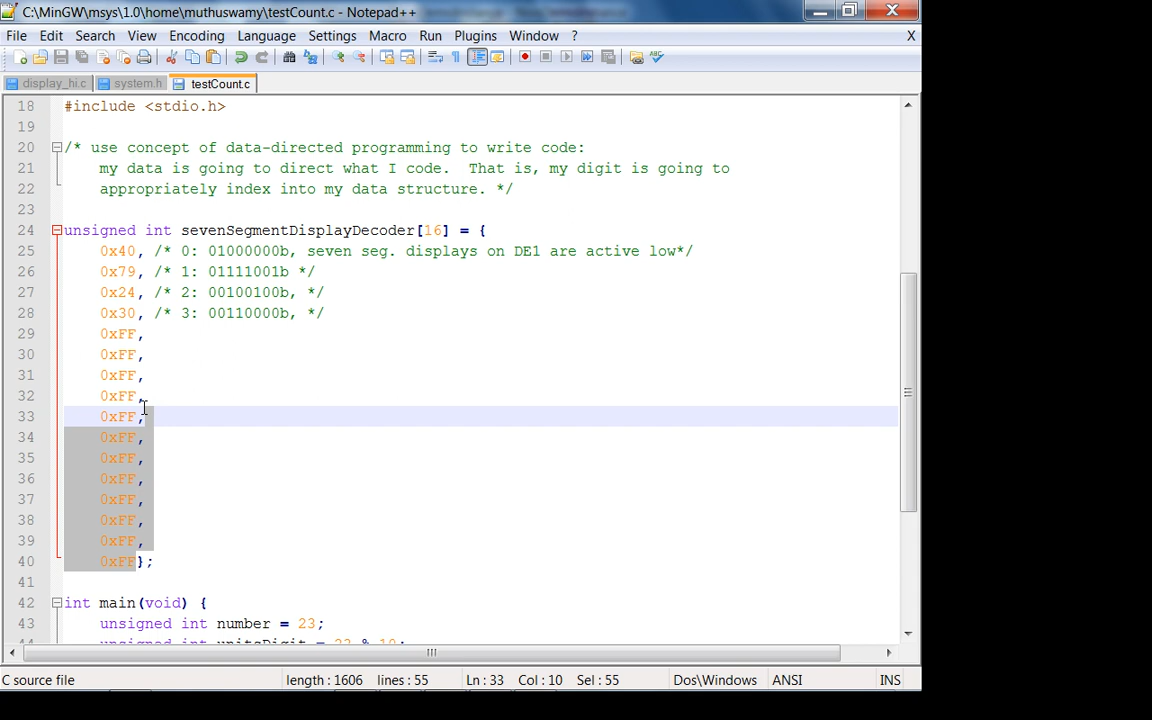 C:\MinGW\msys\1.0\home\muthuswamy\testCount.c - Notepad++
File Edit Search View Encoding Language Settings Macro Run Plugins Window ? X
display_hi.c system.h testCount.c
18 #include <stdio.h>
19
20 /* use concept of data-directed programming to write code:
21 my data is going to direct what I code. That is, my digit is going to
22 appropriately index into my data structure. */
23
24 unsigned int sevenSegmentDisplayDecoder[16] = {
25 0x40, /* 0: 01000000b, seven seg. displays on DE1 are active low*/
26 0x79, /* 1: 01111001b */
27 0x24, /* 2: 00100100b, */
28 0x30, /* 3: 00110000b, */
29 0xFF,
30 0xFF,
31 0xFF,
32 0xFF,
33 0xFF,
34 0xFF,
35 0xFF,
36 0xFF,
37 0xFF,
38 0xFF,
39 0xFF,
40 0xFF};
41
42 int main(void) {
43 unsigned int number = 23;
44 unsigned int unitsDigit = 23 % 10;
C source file length : 1606 lines : 55 Ln : 33 Col : 10 Sel : 55 Dos\Windows ANSI INS